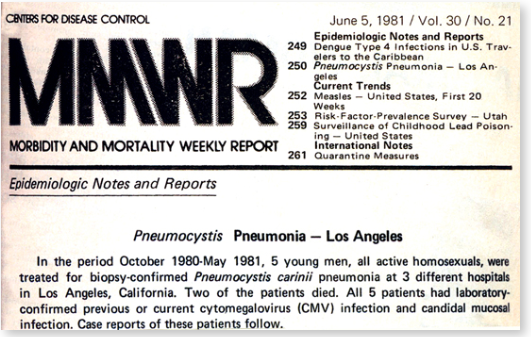 CENTERS FOR DISEASE CONTROL
June 5, 1981 / Vol. 30 / No. 21
MMWR
MORBIDITY AND MORTALITY WEEKLY REPORT
Epidemiologic Notes and Reports
249 Dengue Type 4 Infections in U.S. Trav-
elers to the Caribbean
250 Pneumocystis Pneumonia – Los An-
geles
Current Trends
252 Measles – United States, First 20
Weeks
253 Risk-Factor-Prevalence Survey – Utah
259 Surveillance of Childhood Lead Poison-
ing – United States
International Notes
261 Quarantine Measures
Epidemiologic Notes and Reports
Pneumocystis Pneumonia – Los Angeles
In the period October 1980-May 1981, 5 young men, all active homosexuals, were
treated for biopsy-confirmed Pneumocystis carinii pneumonia at 3 different hospitals
in Los Angeles, California. Two of the patients died. All 5 patients had laboratory-
confirmed previous or current cytomegalovirus (CMV) infection and candidal mucosal
infection. Case reports of these patients follow.